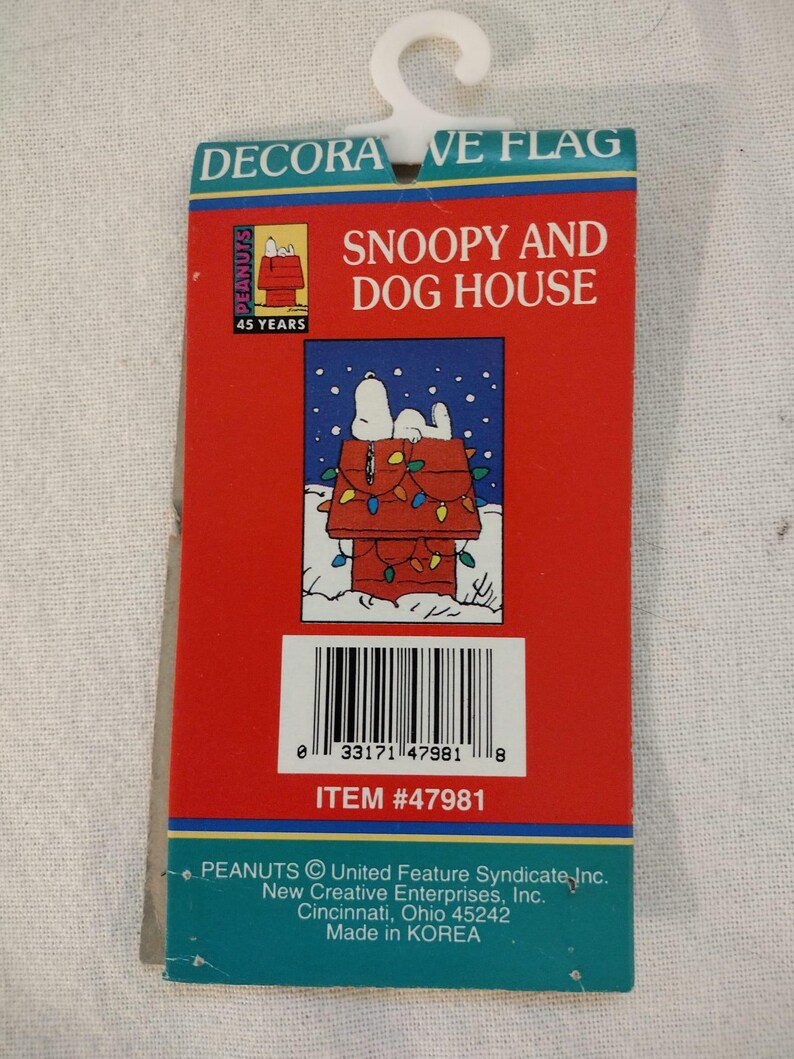 DECORA VE FLAG
PEANUTS
45 YEARS
SNOOPY AND
DOG HOUSE
0 33171 47981 8
ITEM #47981
PEANUTS © United Feature Syndicate, Inc.
New Creative Enterprises, Inc.
Cincinnati, Ohio 45242
Made in KOREA